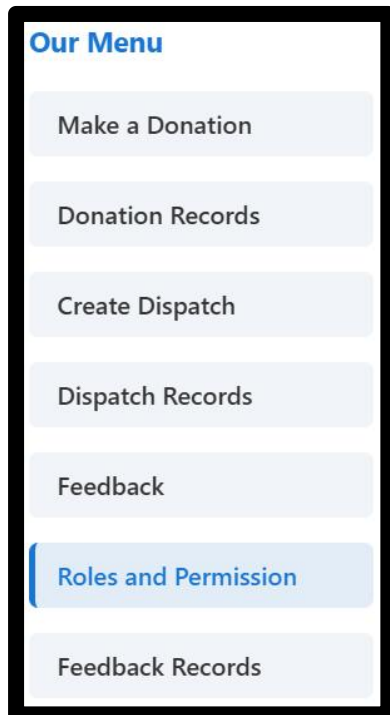 Our Menu
Make a Donation
Donation Records
Create Dispatch
Dispatch Records
Feedback
Roles and Permission
Feedback Records